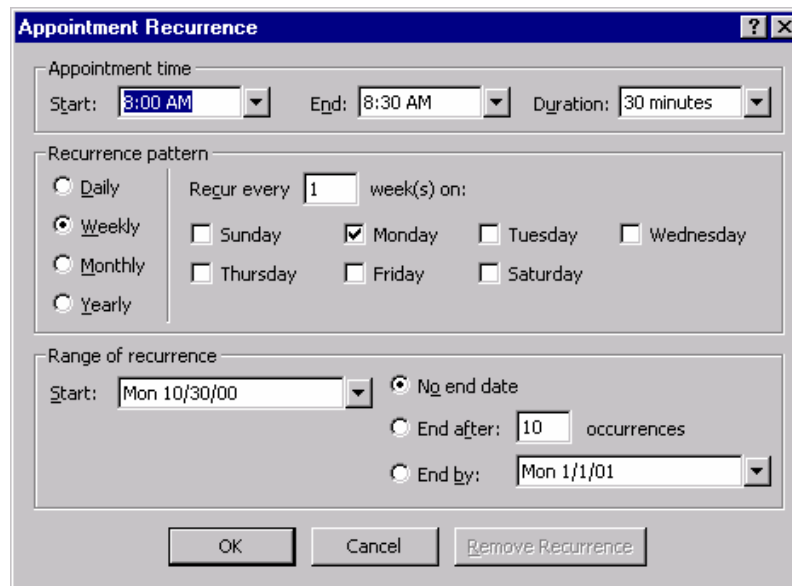 Appointment Recurrence
Appointment time
Start: 8:00 AM End: 8:30 AM Duration: 30 minutes
Recurrence pattern
Daily Recur every 1 week(s) on:
Weekly Sunday Monday Tuesday Wednesday
Monthly Thursday Friday Saturday
Yearly
Range of recurrence
Start: Mon 10/30/00 No end date
End after: 10 occurrences
End by: Mon 1/1/01
OK Cancel Remove Recurrence